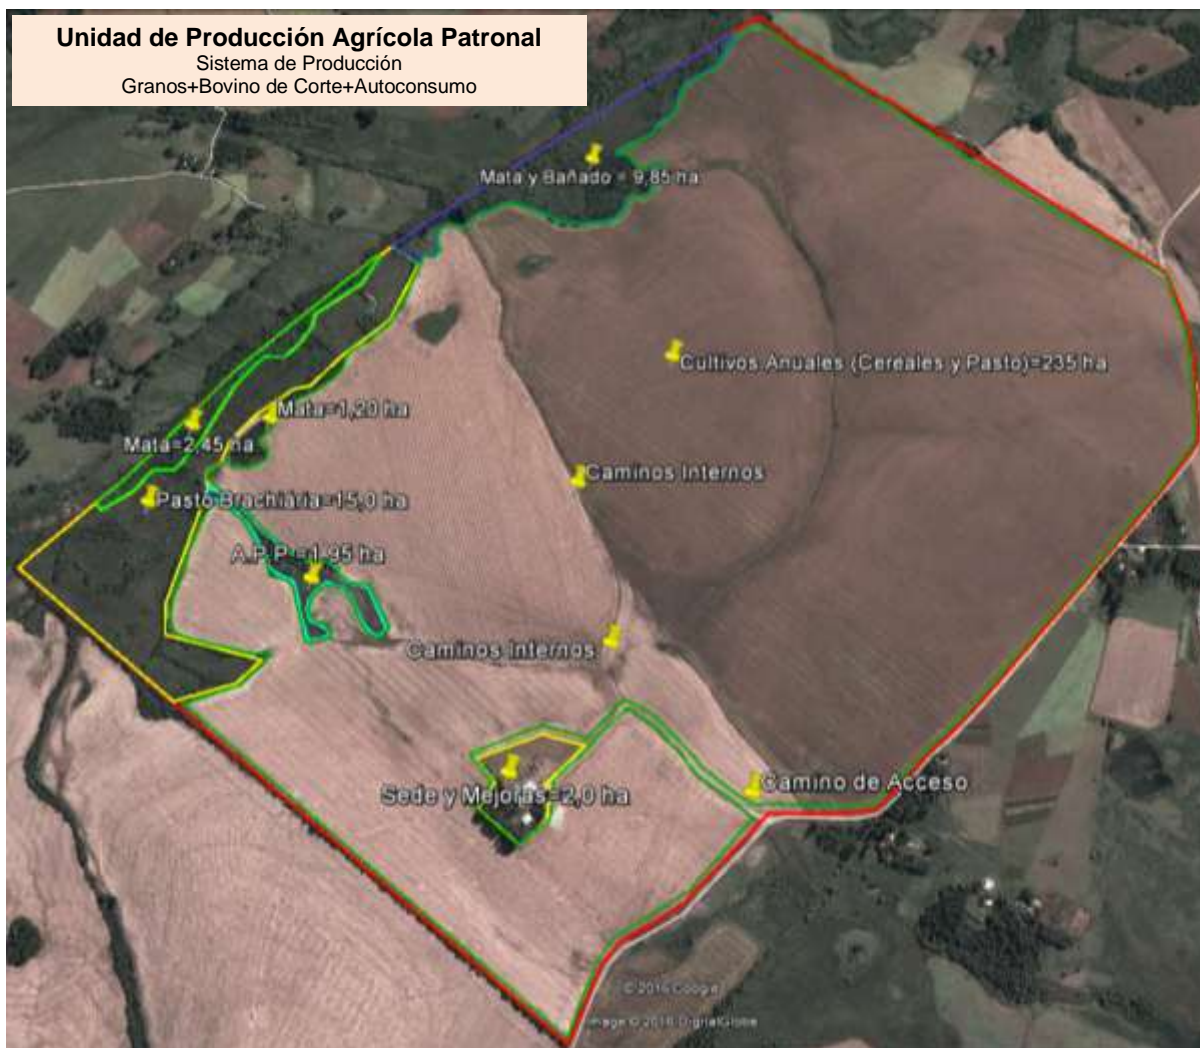 Unidad de Producción Agrícola Patronal
Sistema de Producción
Granos+Bovino de Corte+Autoconsumo
Mata y Bañado = 9,85 ha
Cultivos Anuales (Cereales y Pasto)=235 ha
Mata=1,20 ha
Mata=2,45 ha
Caminos Internos
Pasto Brachiária=15,0 ha
A.P.P.=1,95 ha
Caminos Internos
Camino de Acceso
Sede y Mejoras=2,0 ha
© 2016 Google
Image © 2016 DigitalGlobe